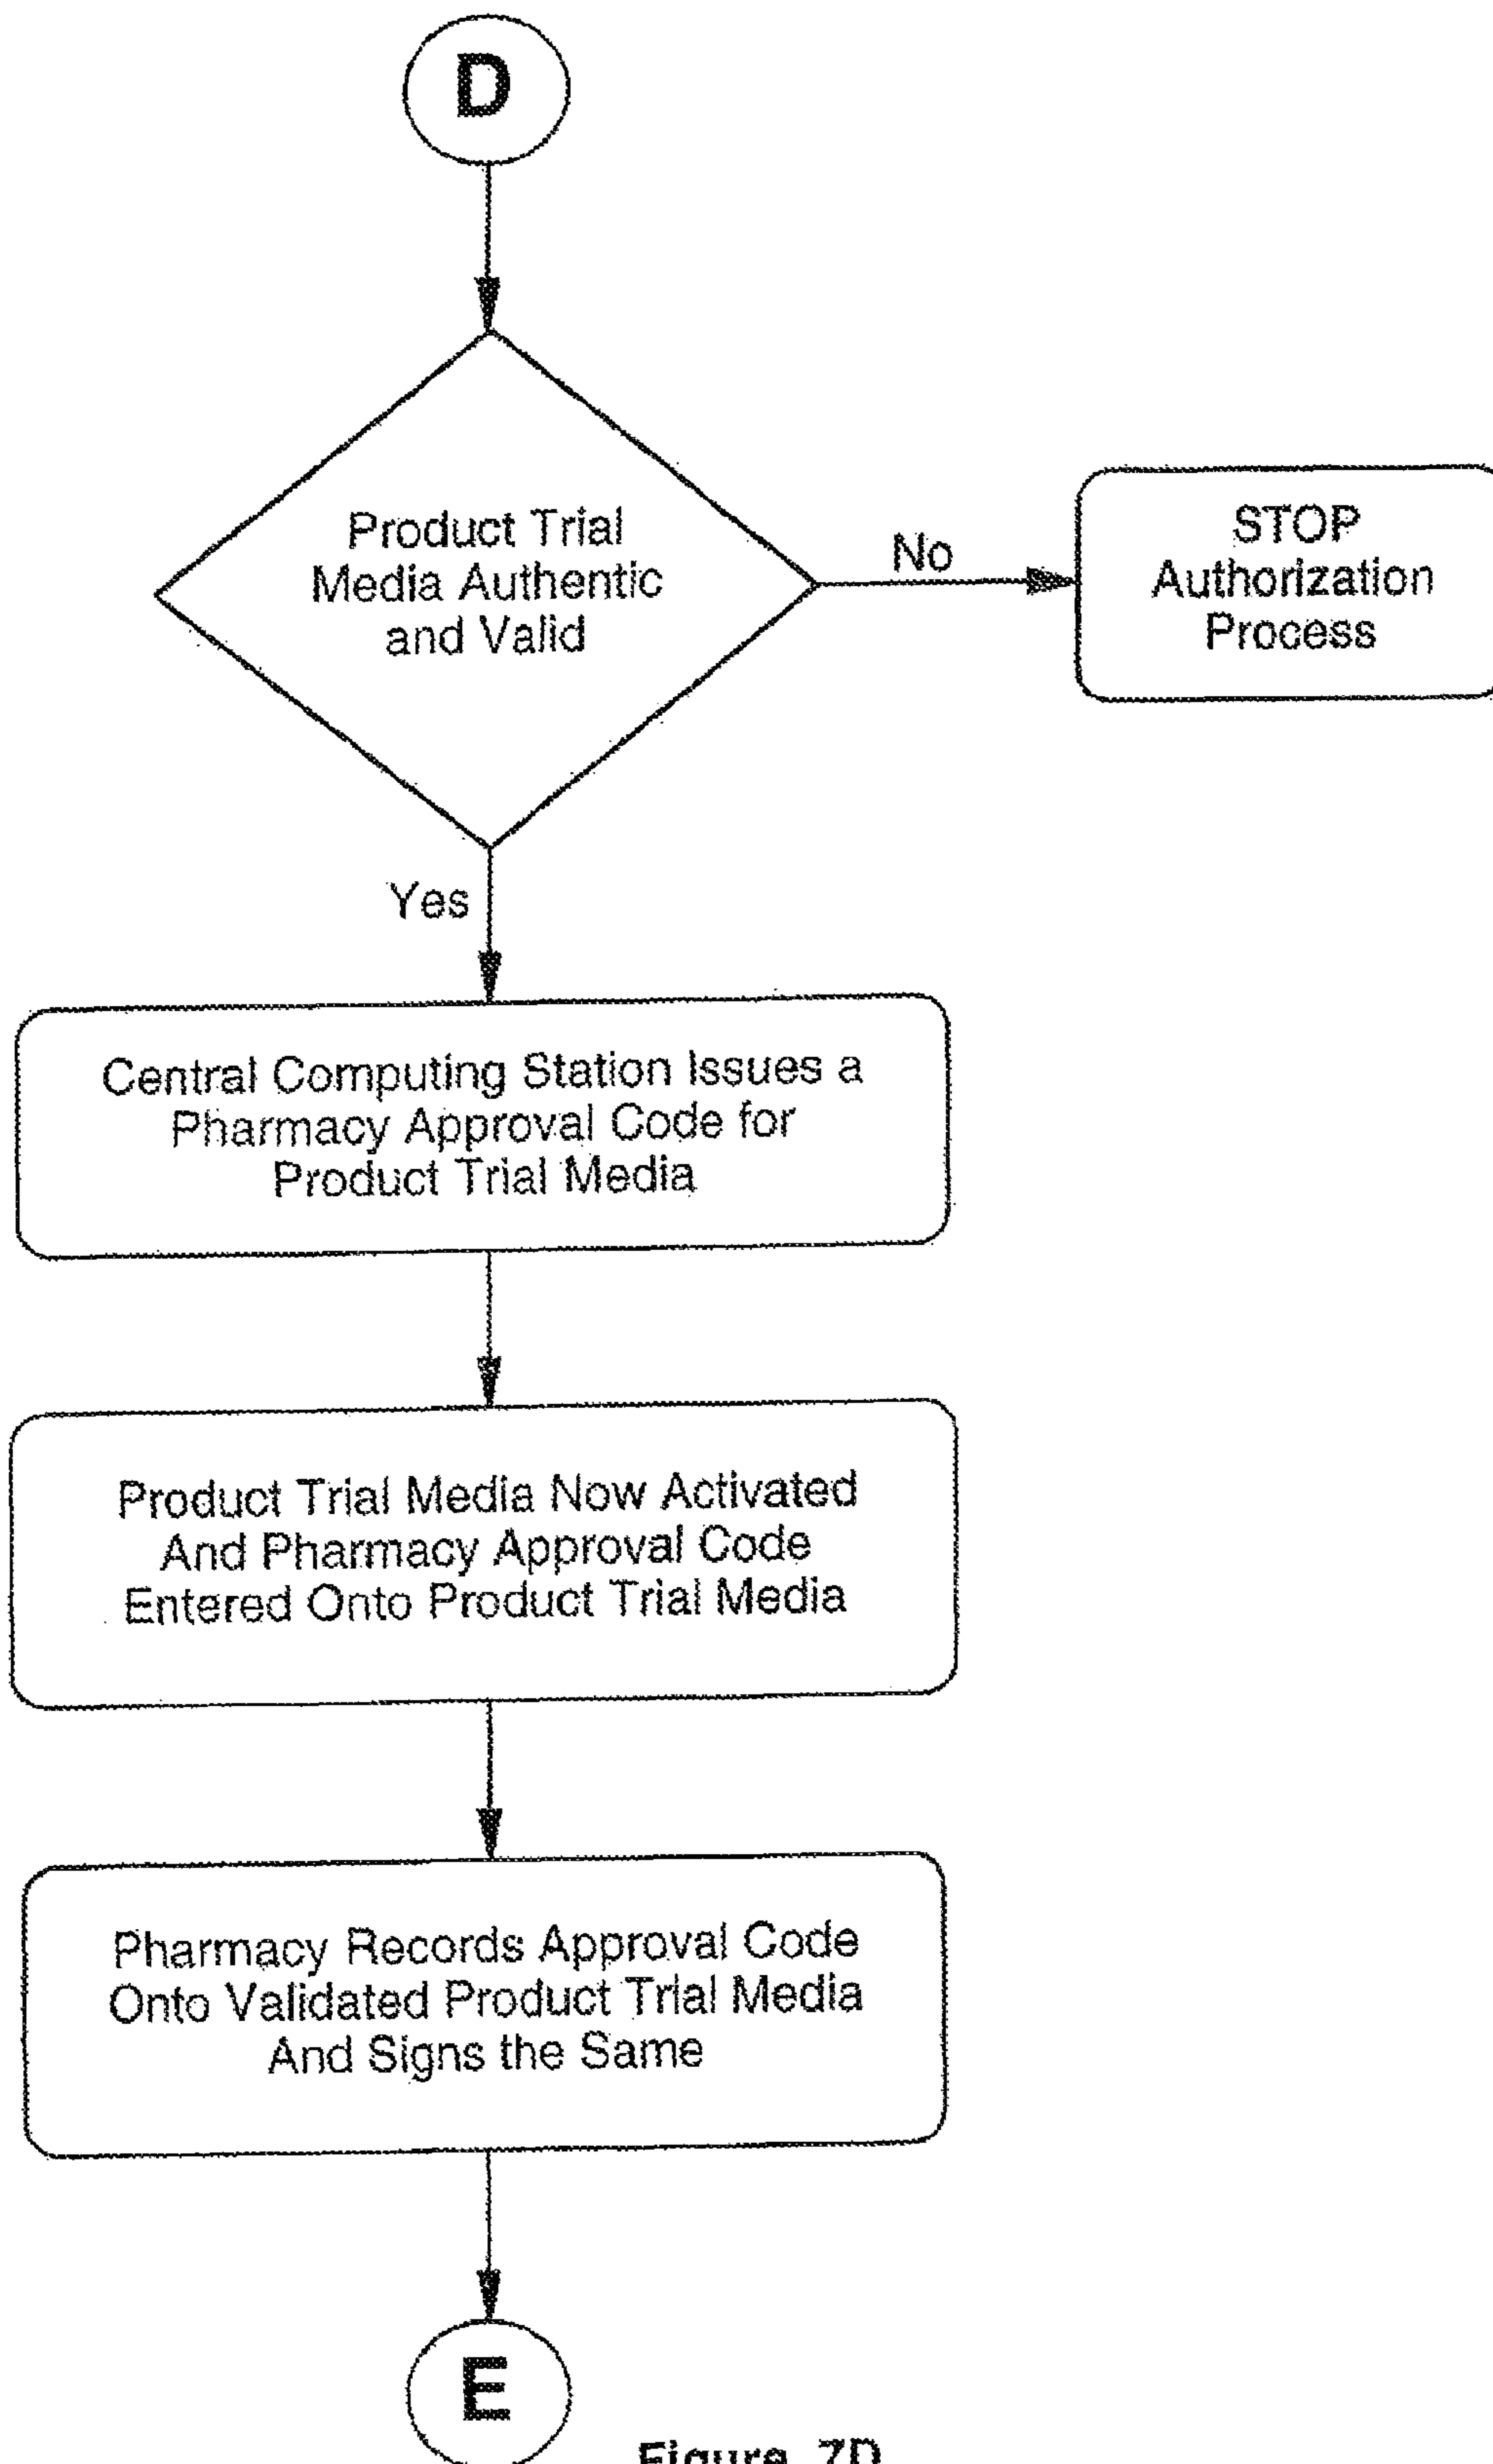 D
Product Trial
Media Authentic
and Valid
No
STOP
Authorization
Process
Yes
Central Computing Station Issues a
Pharmacy Approval Code for
Product Trial Media
Product Trial Media Now Activated
And Pharmacy Approval Code
Entered Onto Product Trial Media
Pharmacy Records Approval Code
Onto Validated Product Trial Media
And Signs the Same
E
Figure 7D